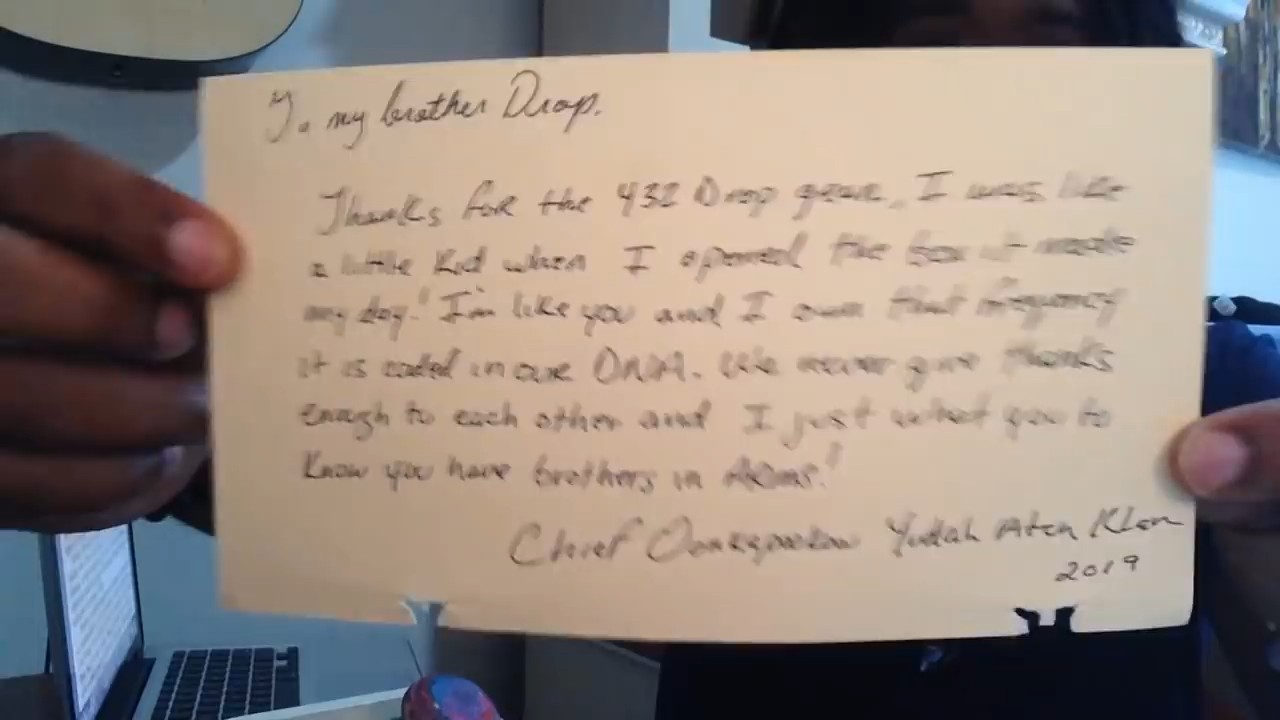 To my brother Drop.
Thanks for the 432 Drop gear. I was like
a little Kid when I opened the box it made
my day! I'm like you and I own that frequency
it is coded in our DNA. We never give thanks
enough to each other and I just what you to
Know you have brothers in ARms!
Chief Yudah Aten
2019